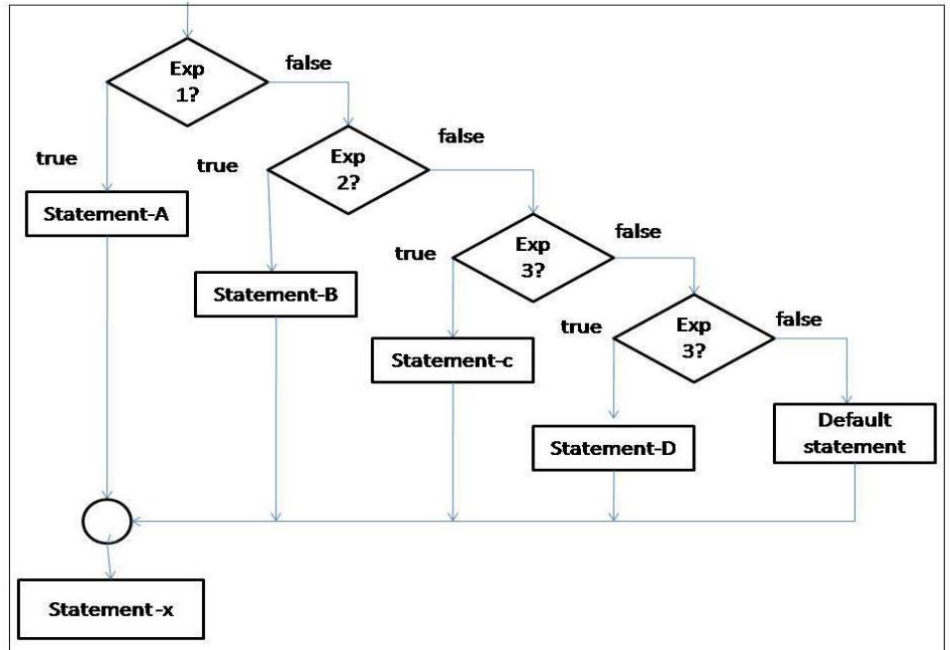 Exp
1?
false
true
Statement-A
Exp
2?
false
true
Statement-B
Exp
3?
false
true
Statement-c
Exp
3?
false
true
Statement-D
Default
statement
Statement-x